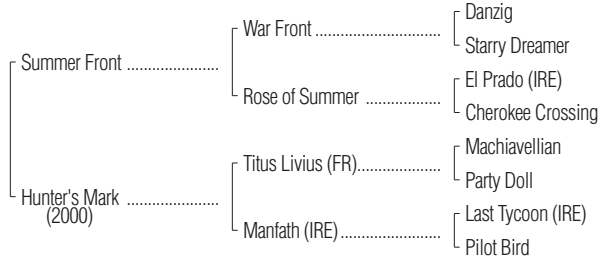 Danzig
War Front ....................
Starry Dreamer
Summer Front ......................
El Prado (IRE)
Rose of Summer ..................
Cherokee Crossing
Machiavellian
Titus Livius (FR)....................
Party Doll
Hunter's Mark ......................
(2000)
Last Tycoon (IRE)
Manfath (IRE) ........................
Pilot Bird